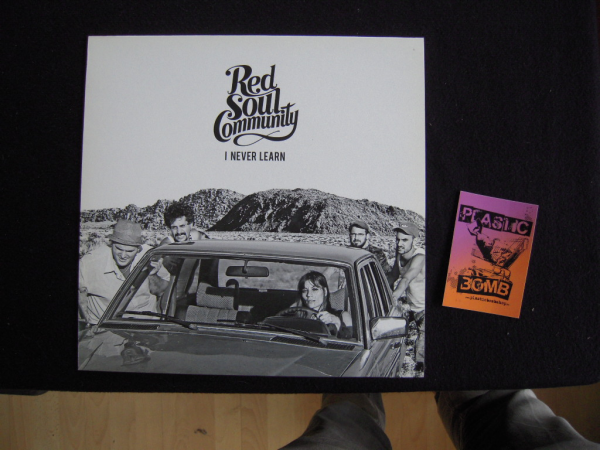 Red
Soul
Community
I NEVER LEARN
PLASTIC
BOMB